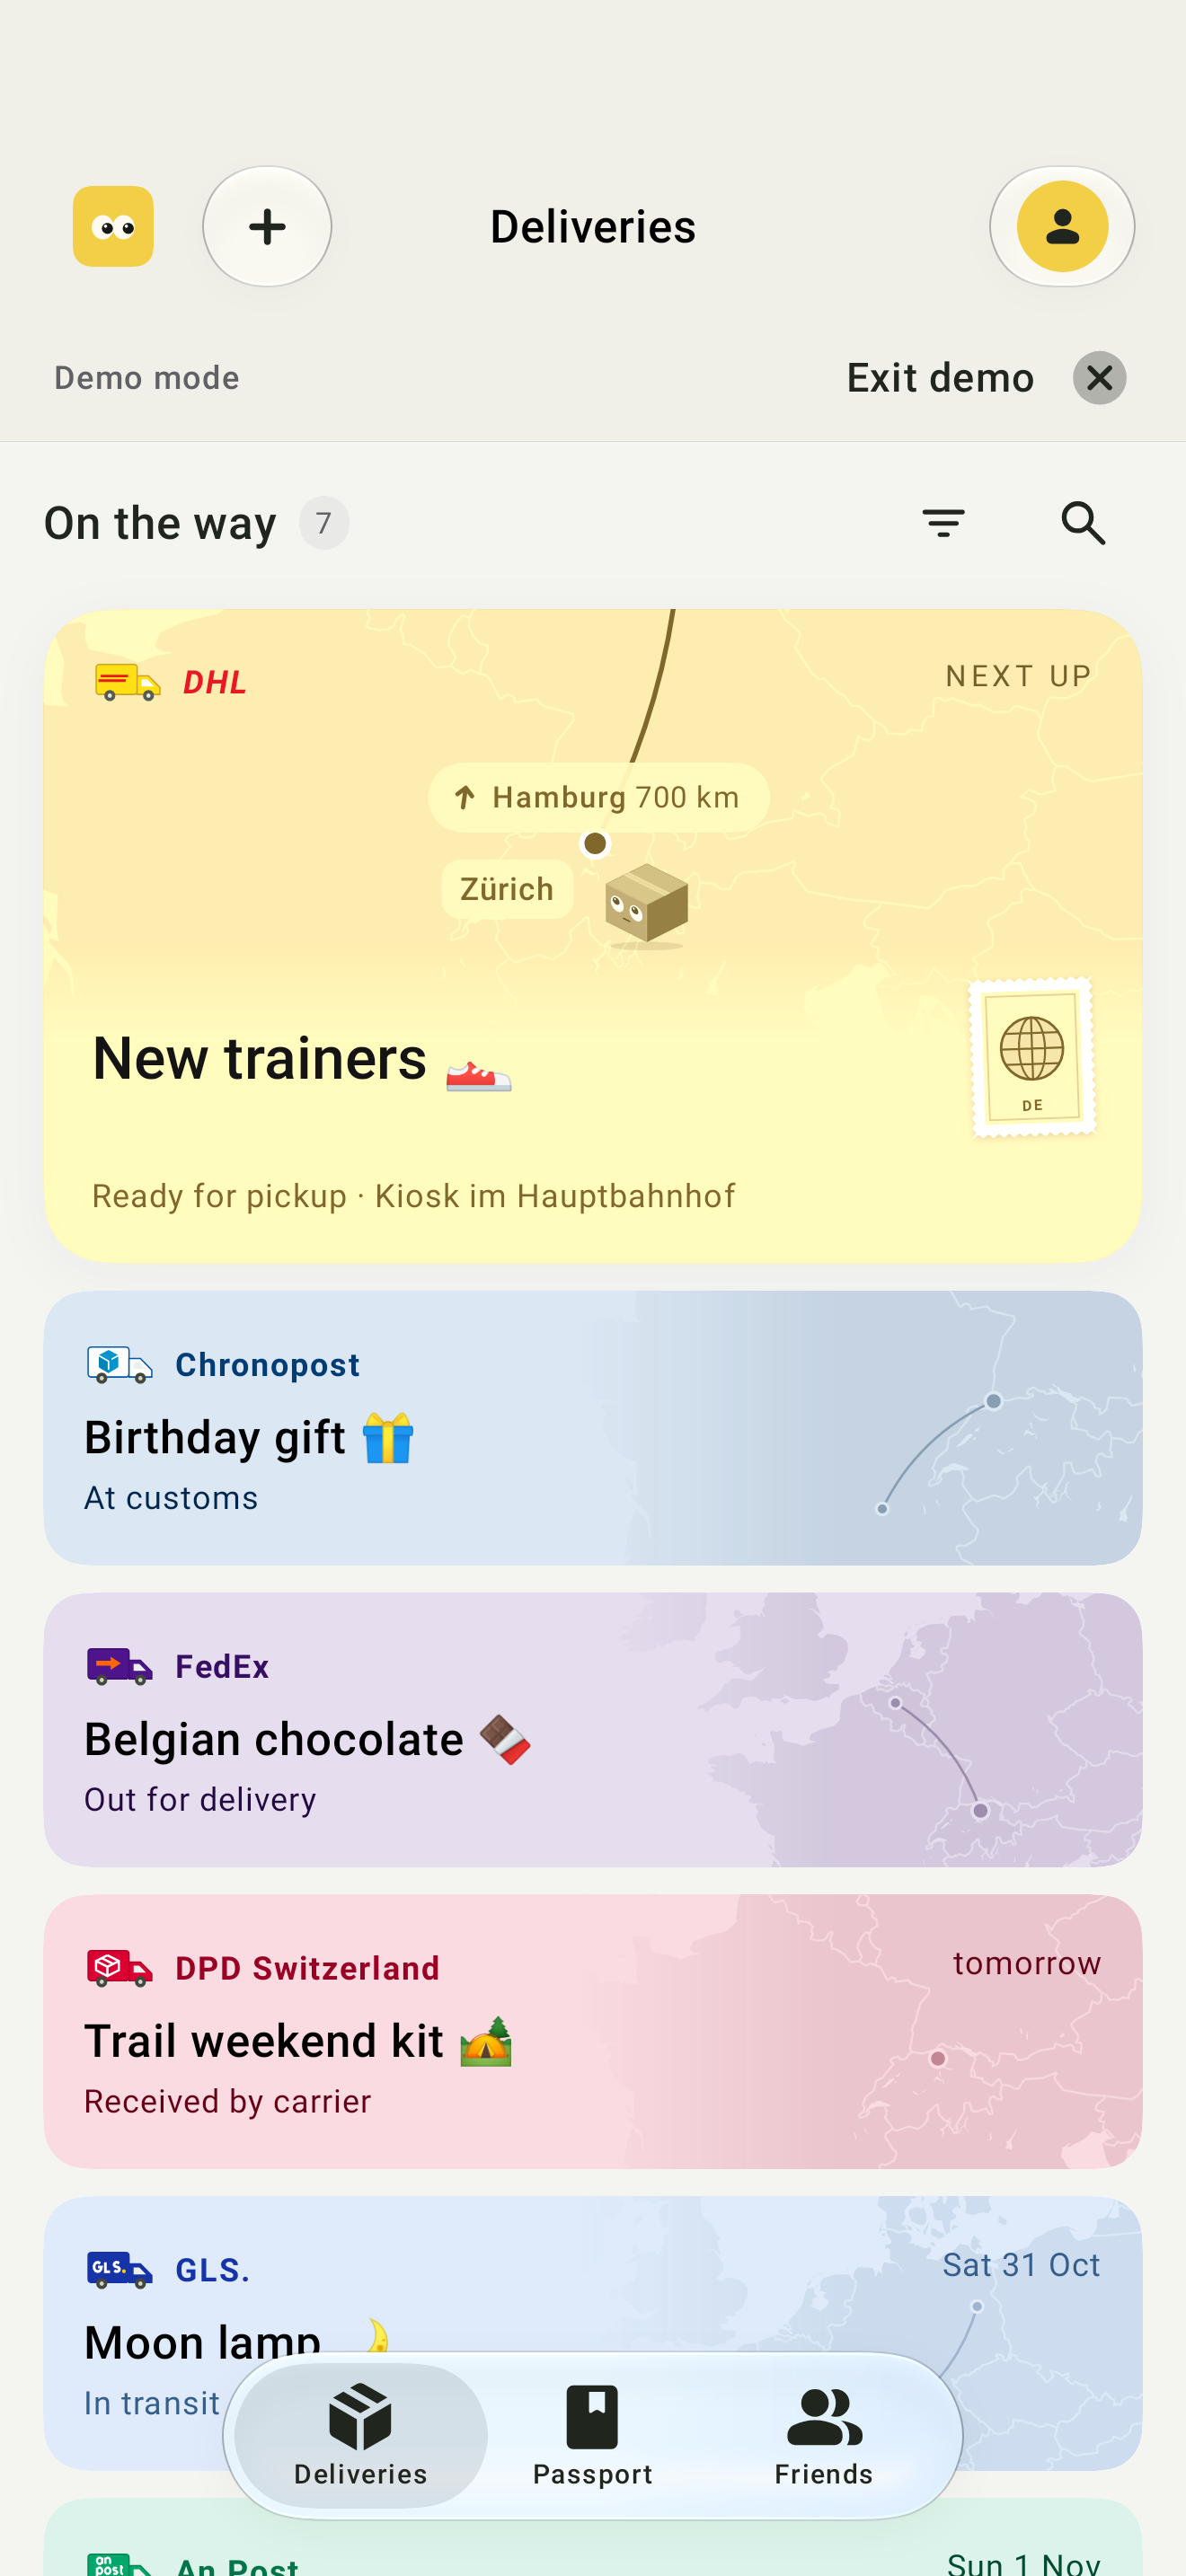 Deliveries
Demo mode
Exit demo
On the way 7
DHL
NEXT UP
Hamburg 700 km
Zürich
New trainers
DE
Ready for pickup · Kiosk im Hauptbahnhof
Chronopost
Birthday gift
At customs
FedEx
Belgian chocolate
Out for delivery
DPD Switzerland
tomorrow
Trail weekend kit
Received by carrier
GLS.
GLS.
Sat 31 Oct
Moon lamp
In transit
Deliveries
Passport
Friends
an
post
An Post
Sun 1 Nov